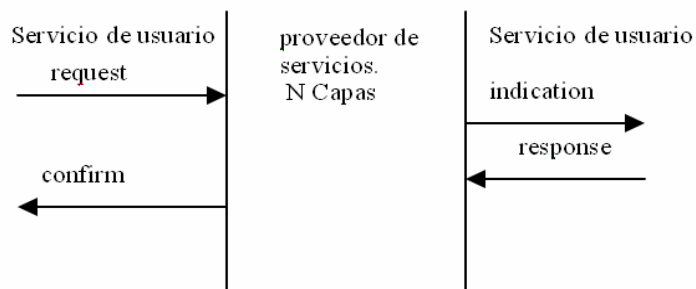 Servicio de usuario
request
confirm
proveedor de
servicios.
N Capas
Servicio de usuario
indication
response